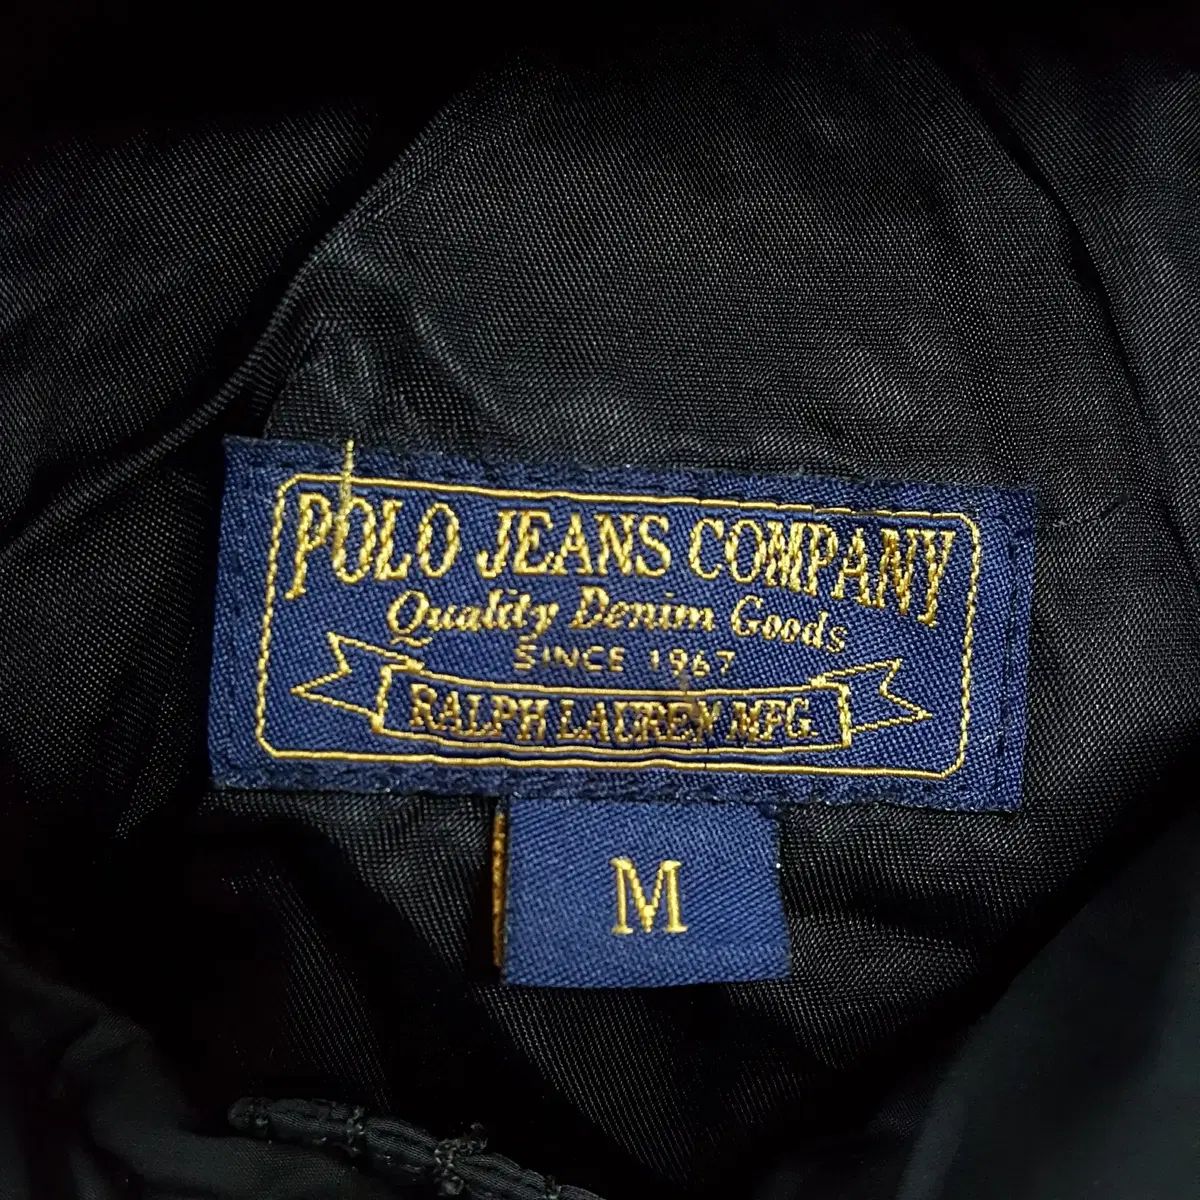 POLO JEANS COMPANY
Quality Denim Goods
SINCE 1967
RALPH LAUREN MFG.
M